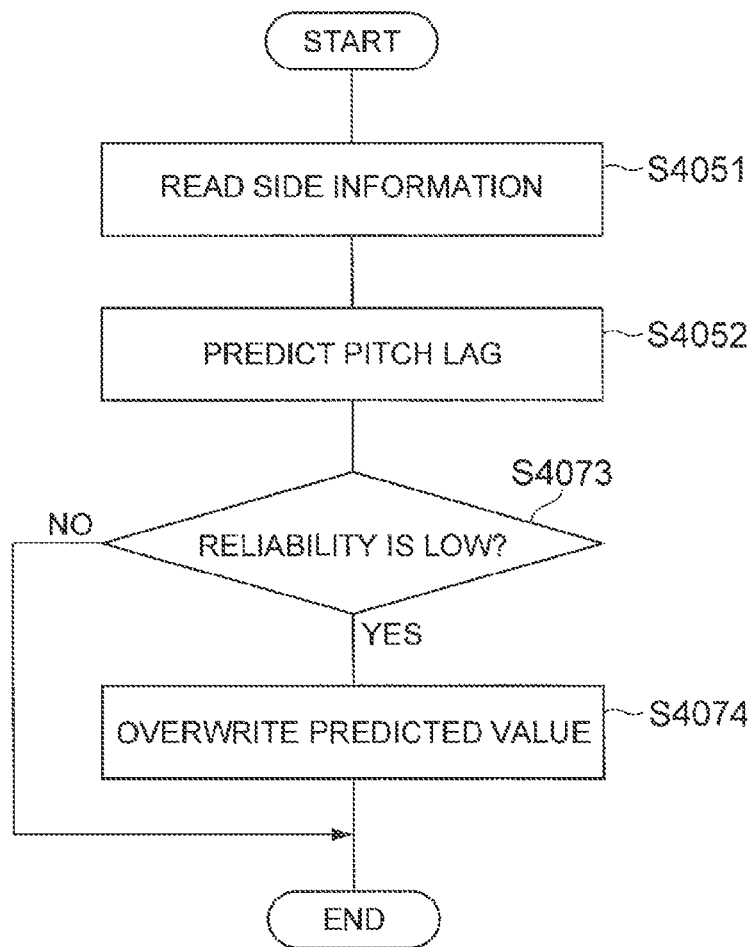 START
READ SIDE INFORMATION
S4051
PREDICT PITCH LAG
S4052
S4073
NO
RELIABILITY IS LOW?
YES
OVERWRITE PREDICTED VALUE
S4074
END